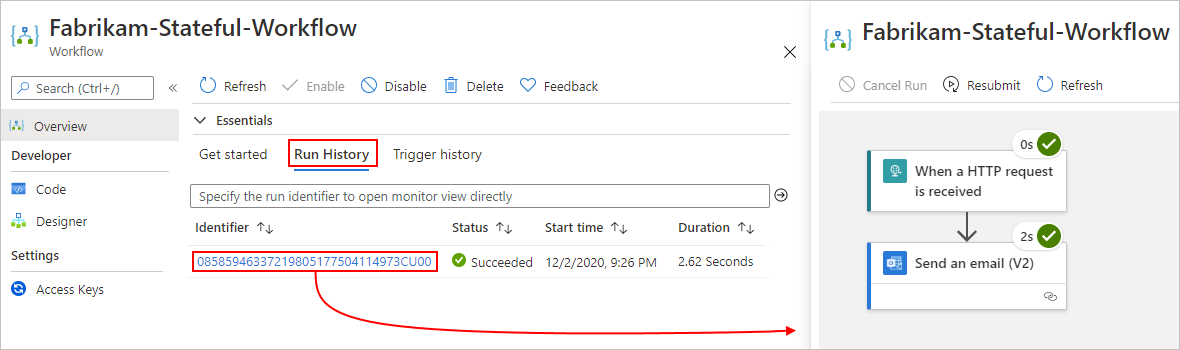 Fabrikam-Stateful-Workflow
Workflow
Search (Ctrl+/)
«
Refresh
Enable
Disable
Delete
Feedback
Overview
Developer
Code
Designer
Settings
Access Keys
Essentials
Get started
Run History
Trigger history
Specify the run identifier to open monitor view directly
Identifier
Status
Start time
Duration
08585946337219805177504114973CU00
Succeeded
12/2/2020, 9:26 PM
2.62 Seconds
Fabrikam-Stateful-Workflow
Cancel Run
Resubmit
Refresh
0s
When a HTTP request
is received
2s
Send an email (V2)